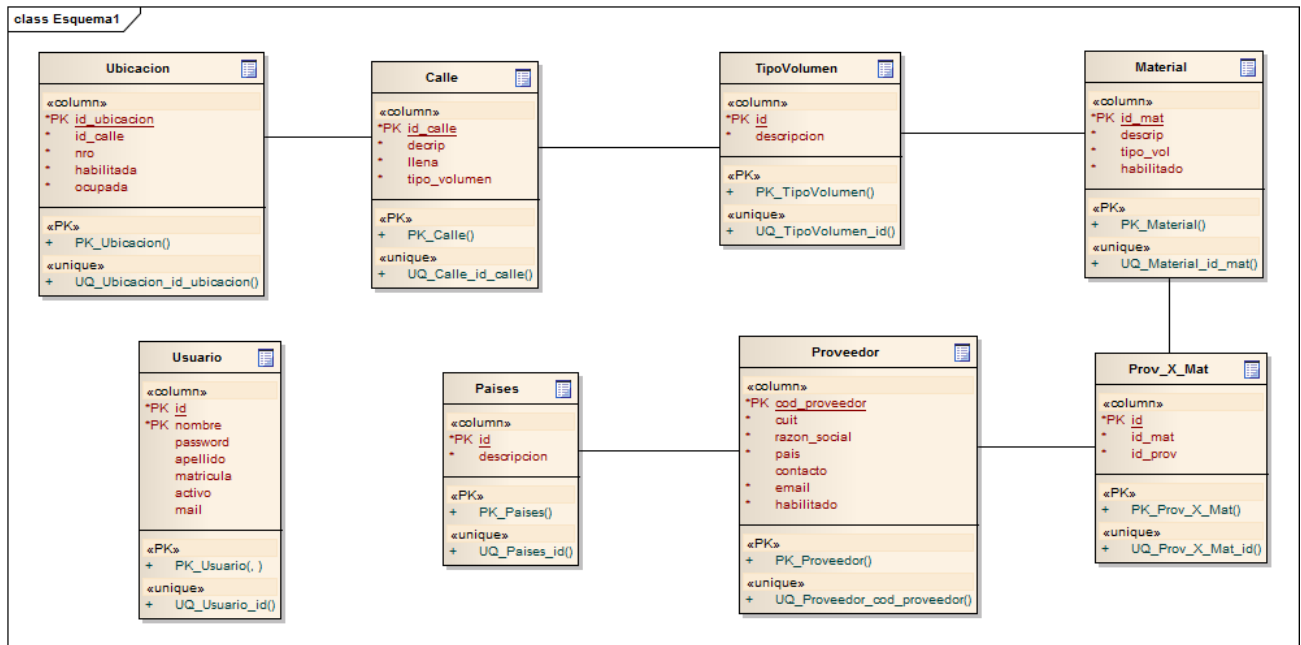 class Esquema1
Ubicacion
«column»
*PK id_ubicacion
* id_calle
* nro
* habilitada
* ocupada
«PK»
+ PK_Ubicacion()
«unique»
+ UQ_Ubicacion_id_ubicacion()
Calle
«column»
*PK id_calle
* decrip
* llena
* tipo_volumen
«PK»
+ PK_Calle()
«unique»
+ UQ_Calle_id_calle()
TipoVolumen
«column»
*PK id
* descripcion
«PK»
+ PK_TipoVolumen()
«unique»
+ UQ_TipoVolumen_id()
Material
«column»
*PK id_mat
* descrip
* tipo_vol
* habilitado
«PK»
+ PK_Material()
«unique»
+ UQ_Material_id_mat()
Usuario
«column»
*PK id
*PK nombre
password
apellido
matricula
activo
mail
«PK»
+ PK_Usuario(, )
«unique»
+ UQ_Usuario_id()
Paises
«column»
*PK id
* descripcion
«PK»
+ PK_Paises()
«unique»
+ UQ_Paises_id()
Proveedor
«column»
*PK cod_proveedor
* cuit
* razon_social
* pais
contacto
* email
* habilitado
«PK»
+ PK_Proveedor()
«unique»
+ UQ_Proveedor_cod_proveedor()
Prov_X_Mat
«column»
*PK id
* id_mat
* id_prov
«PK»
+ PK_Prov_X_Mat()
«unique»
+ UQ_Prov_X_Mat_id()